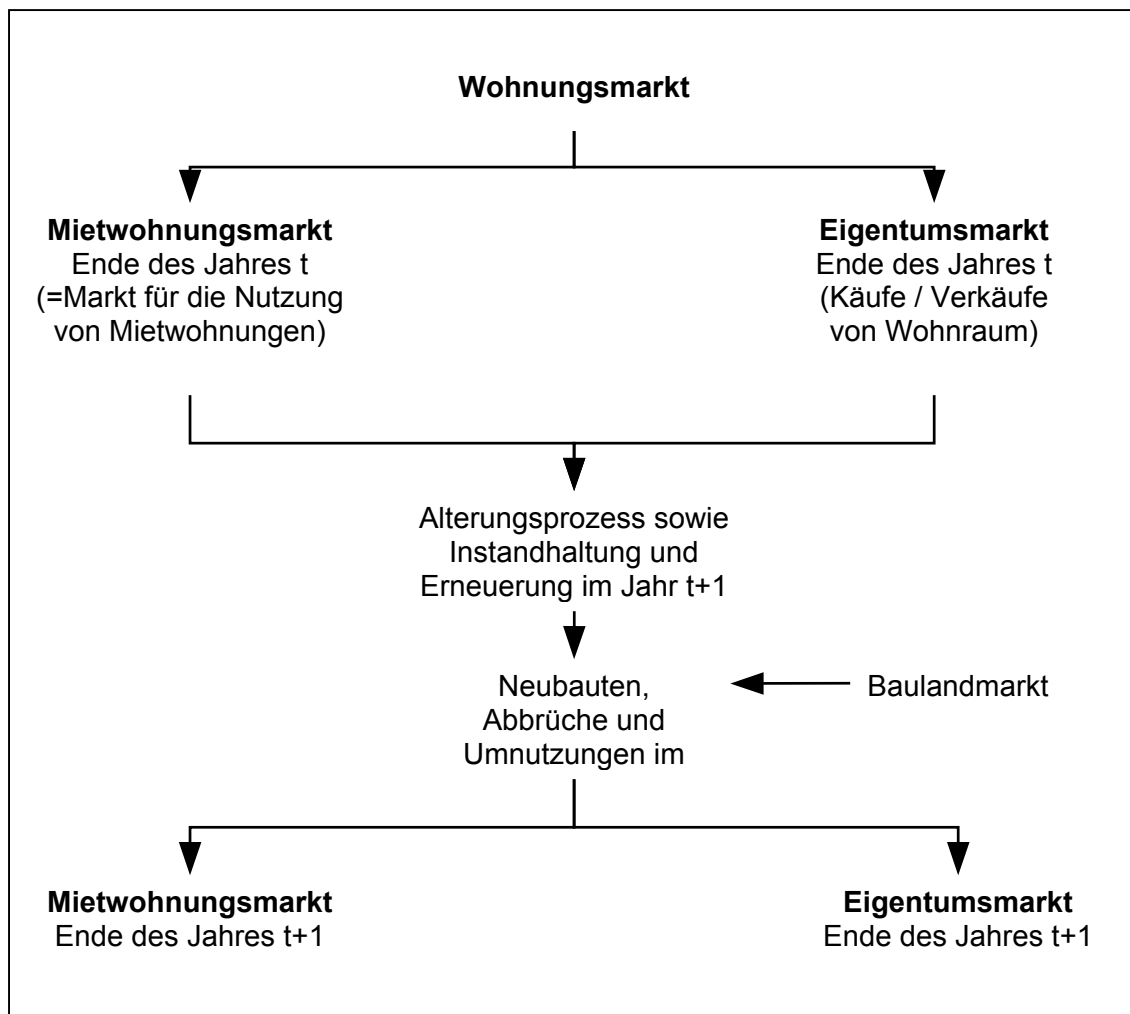 Wohnungsmarkt
Mietwohnungsmarkt
Ende des Jahres t
(=Markt für die Nutzung
von Mietwohnungen)
Eigentumsmarkt
Ende des Jahres t
(Käufe / Verkäufe
von Wohnraum)
Alterungsprozess sowie
Instandhaltung und
Erneuerung im Jahr t+1
Neubauten,
Abbrüche und
Umnutzungen im
Baulandmarkt
Mietwohnungsmarkt
Ende des Jahres t+1
Eigentumsmarkt
Ende des Jahres t+1